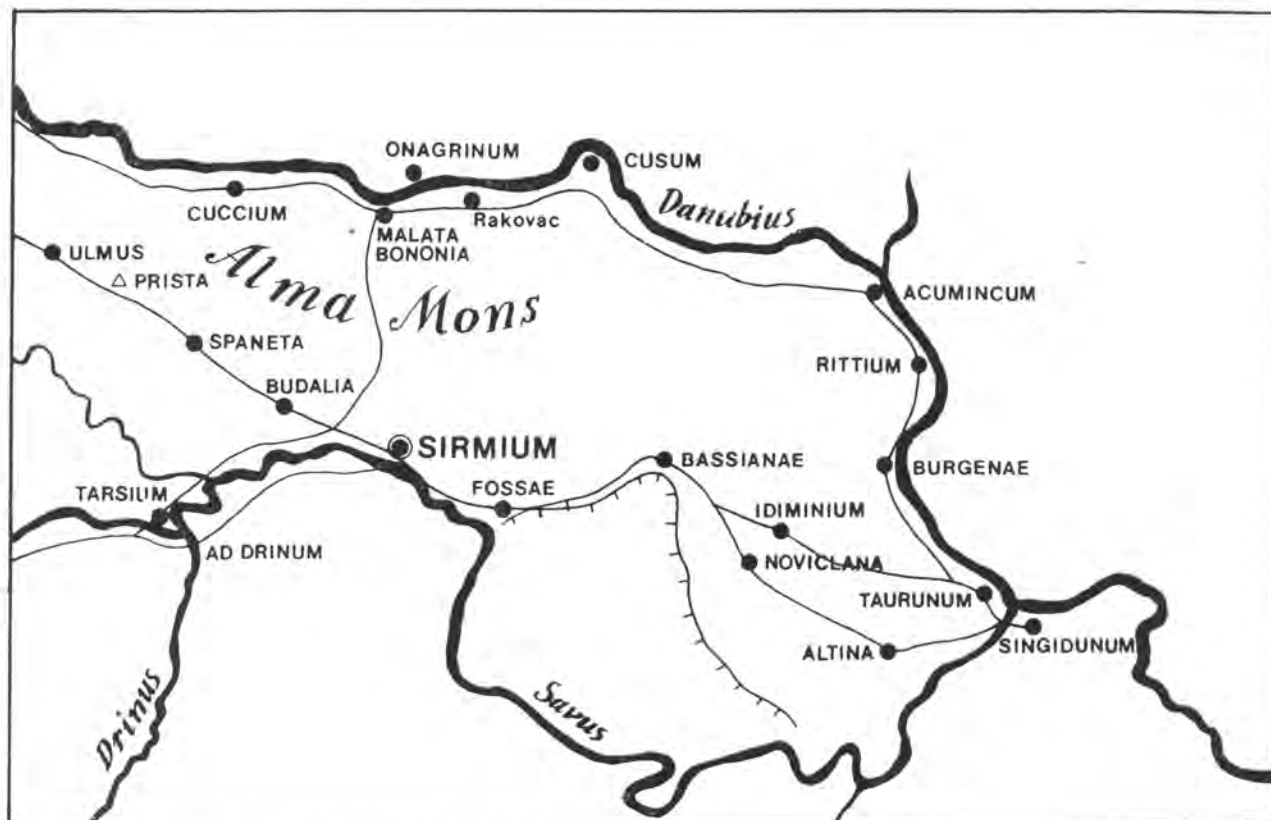 ONAGRINUM
CUSUM
CUCCIUM
Rakovac
Danubius
MALATA
BONONIA
ULMUS
PRISTA
Alma Mons
ACUMINCUM
SPANETA
RITTIUM
BUDALIA
SIRMIUM
BASSIANAE
BURGENAE
TARSIUM
FOSSAE
IDIMINIUM
AD DRINUM
NOVICLANA
TAURUNUM
ALTINA
SINGIDUNUM
Drinus
Savus